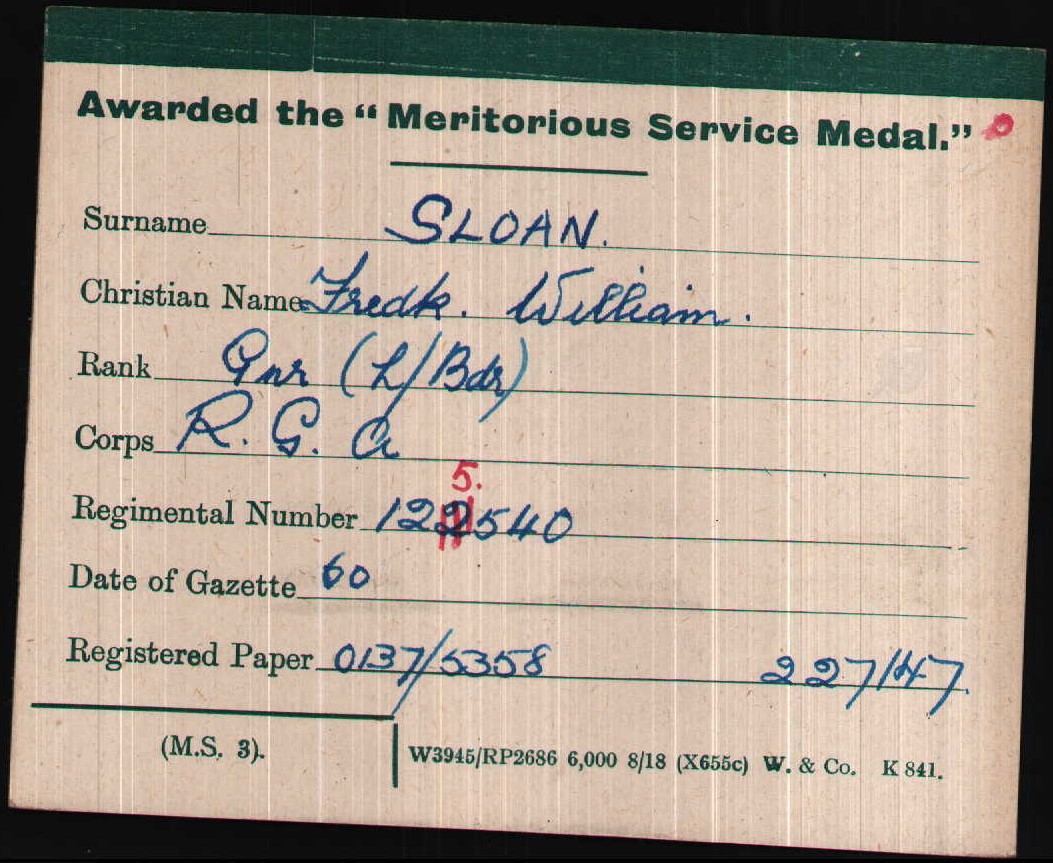 Awarded the “Meritorious Service Medal.”
Surname SLOAN.
Christian Name Fredk. William.
Rank Gnr (L/Bdr)
Corps R. G. A
5.
Regimental Number 122540
Date of Gazette 60
Registered Paper 0137/5358 227/147
(M.S. 3).
W3945/RP2686 6,000 8/18 (X655c) W. & Co. K 841.